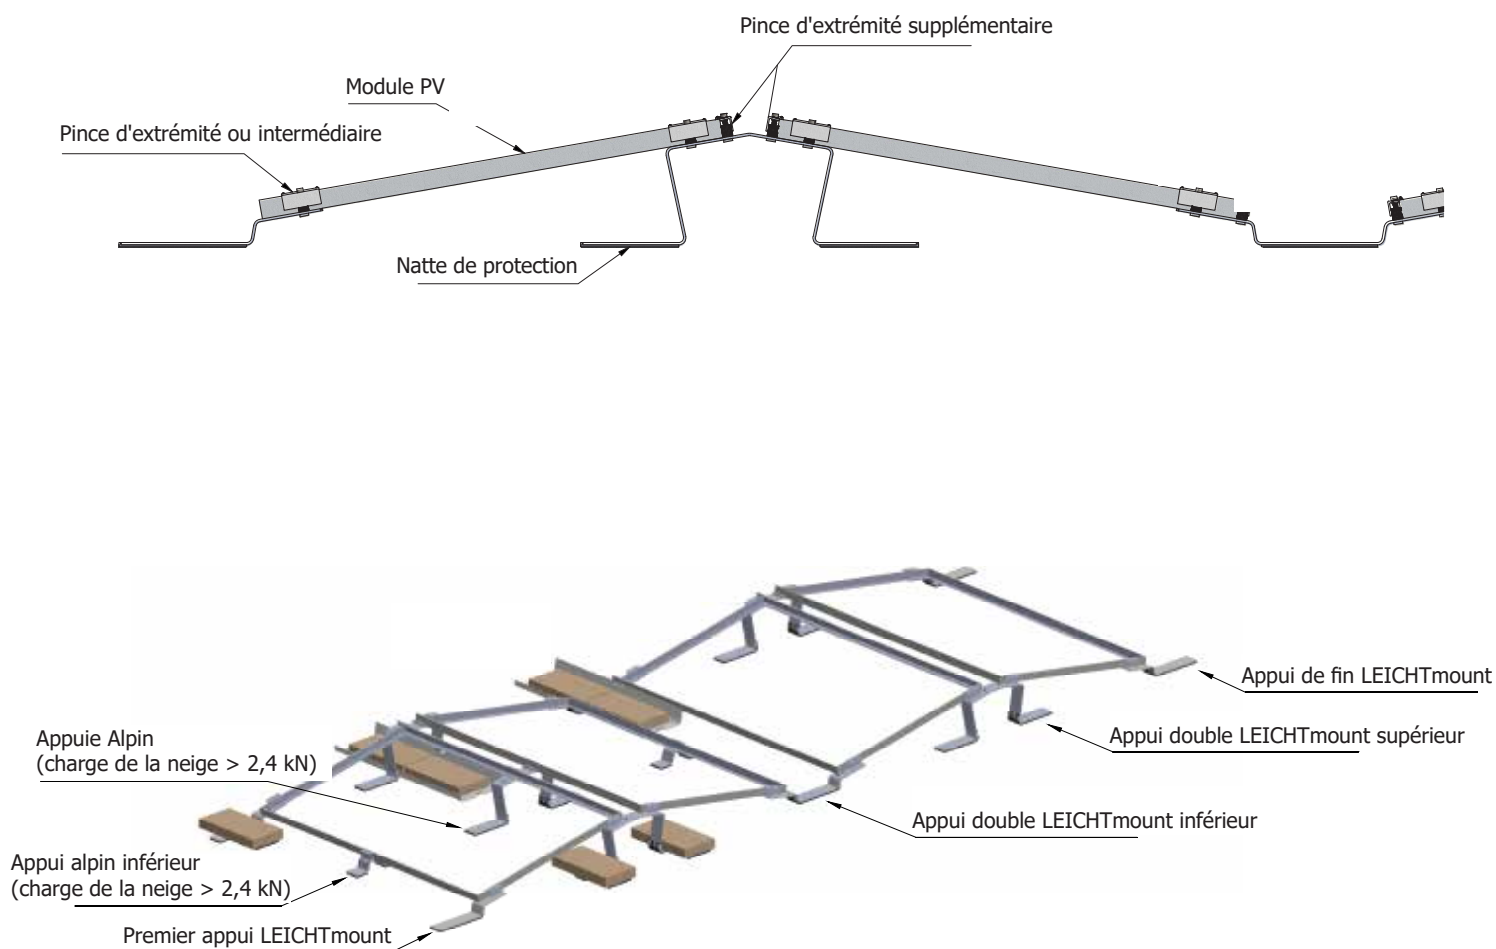 Pince d'extrémité supplémentaire
Module PV
Pince d'extrémité ou intermédiaire
Natte de protection
Appui de fin LEICHTmount
Appui double LEICHTmount supérieur
Appuie Alpin
(charge de la neige > 2,4 kN)
Appui double LEICHTmount inférieur
Appui alpin inférieur
(charge de la neige > 2,4 kN)
Premier appui LEICHTmount